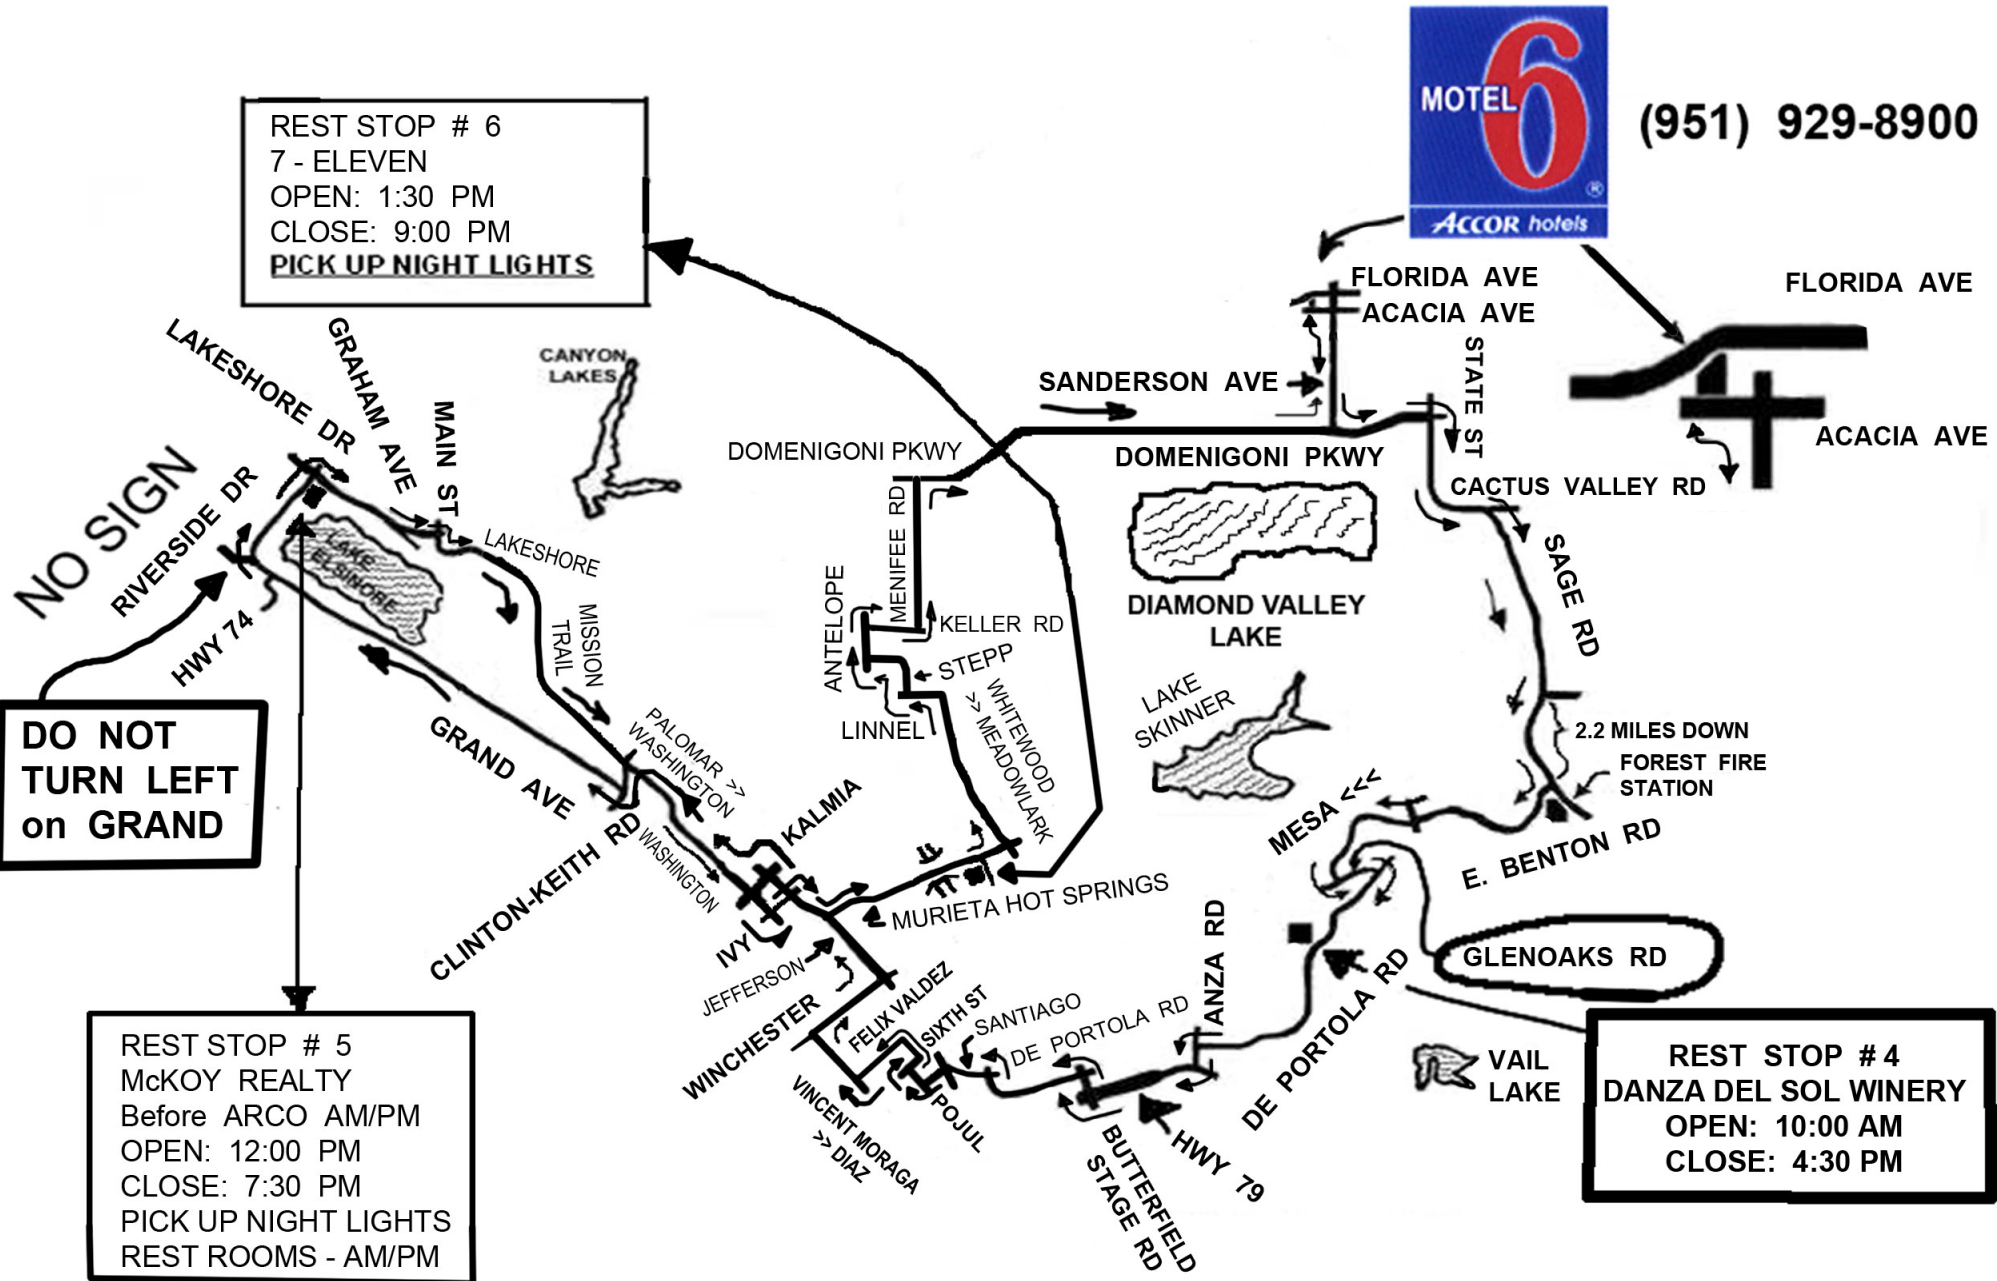 MOTEL 6
®
ACCOR hotels
(951) 929-8900
REST STOP # 6
7 - ELEVEN
OPEN: 1:30 PM
CLOSE: 9:00 PM
PICK UP NIGHT LIGHTS
FLORIDA AVE
ACACIA AVE
FLORIDA AVE
ACACIA AVE
STATE ST
SANDERSON AVE
LAKESHORE DR
GRAHAM AVE
MAIN ST
CANYON
LAKES
DOMENIGONI PKWY
DOMENIGONI PKWY
CACTUS VALLEY RD
NO SIGN
RIVERSIDE DR
LAKE
ELSINORE
LAKESHORE
MENIFEE RD
SAGE RD
HWY 74
MISSION
TRAIL
ANTELOPE
KELLER RD
DIAMOND VALLEY
LAKE
STEPP
LINNEL
WHITEWOOD
>> MEADOWLARK
LAKE
SKINNER
DO NOT
TURN LEFT
on GRAND
GRAND AVE
PALOMAR >>
WASHINGTON
2.2 MILES DOWN
FOREST FIRE
STATION
MESA <<<
E. BENTON RD
KALMIA
CLINTON-KEITH RD
WASHINGTON
MURIETA HOT SPRINGS
IVY
JEFFERSON
WINCHESTER
FELIX VALDEZ
SIXTH ST
SANTIAGO
DE PORTOLA RD
ANZA RD
GLENOAKS RD
DE PORTOLA RD
VINCENT MORAGA
>> DIAZ
POJUL
BUTTERFIELD
STAGE RD
HWY 79
VAIL
LAKE
REST STOP # 4
DANZA DEL SOL WINERY
OPEN: 10:00 AM
CLOSE: 4:30 PM
REST STOP # 5
McKOY REALTY
Before ARCO AM/PM
OPEN: 12:00 PM
CLOSE: 7:30 PM
PICK UP NIGHT LIGHTS
REST ROOMS - AM/PM